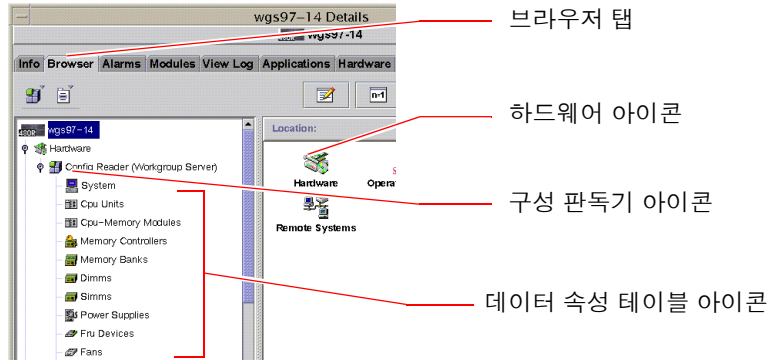 wgs97-14 Details
wgs97-14
브라우저 탭
Info Browser Alarms Modules View Log Applications Hardware
n-1
wgs97-14
Location:
하드웨어 아이콘
Hardware
Config Reader (Workgroup Server)
System
Hardware
Cpu Units
Remote Systems
구성 판독기 아이콘
Cpu-Memory Modules
Memory Controllers
Memory Banks
Dimms
데이터 속성 테이블 아이콘
Simms
Power Supplies
Fru Devices
Fans